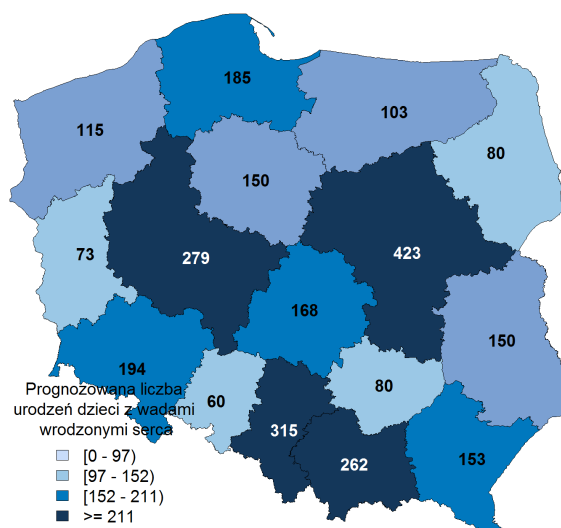 185
103
115
80
150
279
423
73
168
150
194
80
60
315
262
153
Prognozowana liczba
urodzeń dzieci z wadami
wrodzonymi serca
[0 - 97)
[97 - 152)
[152 - 211)
>= 211